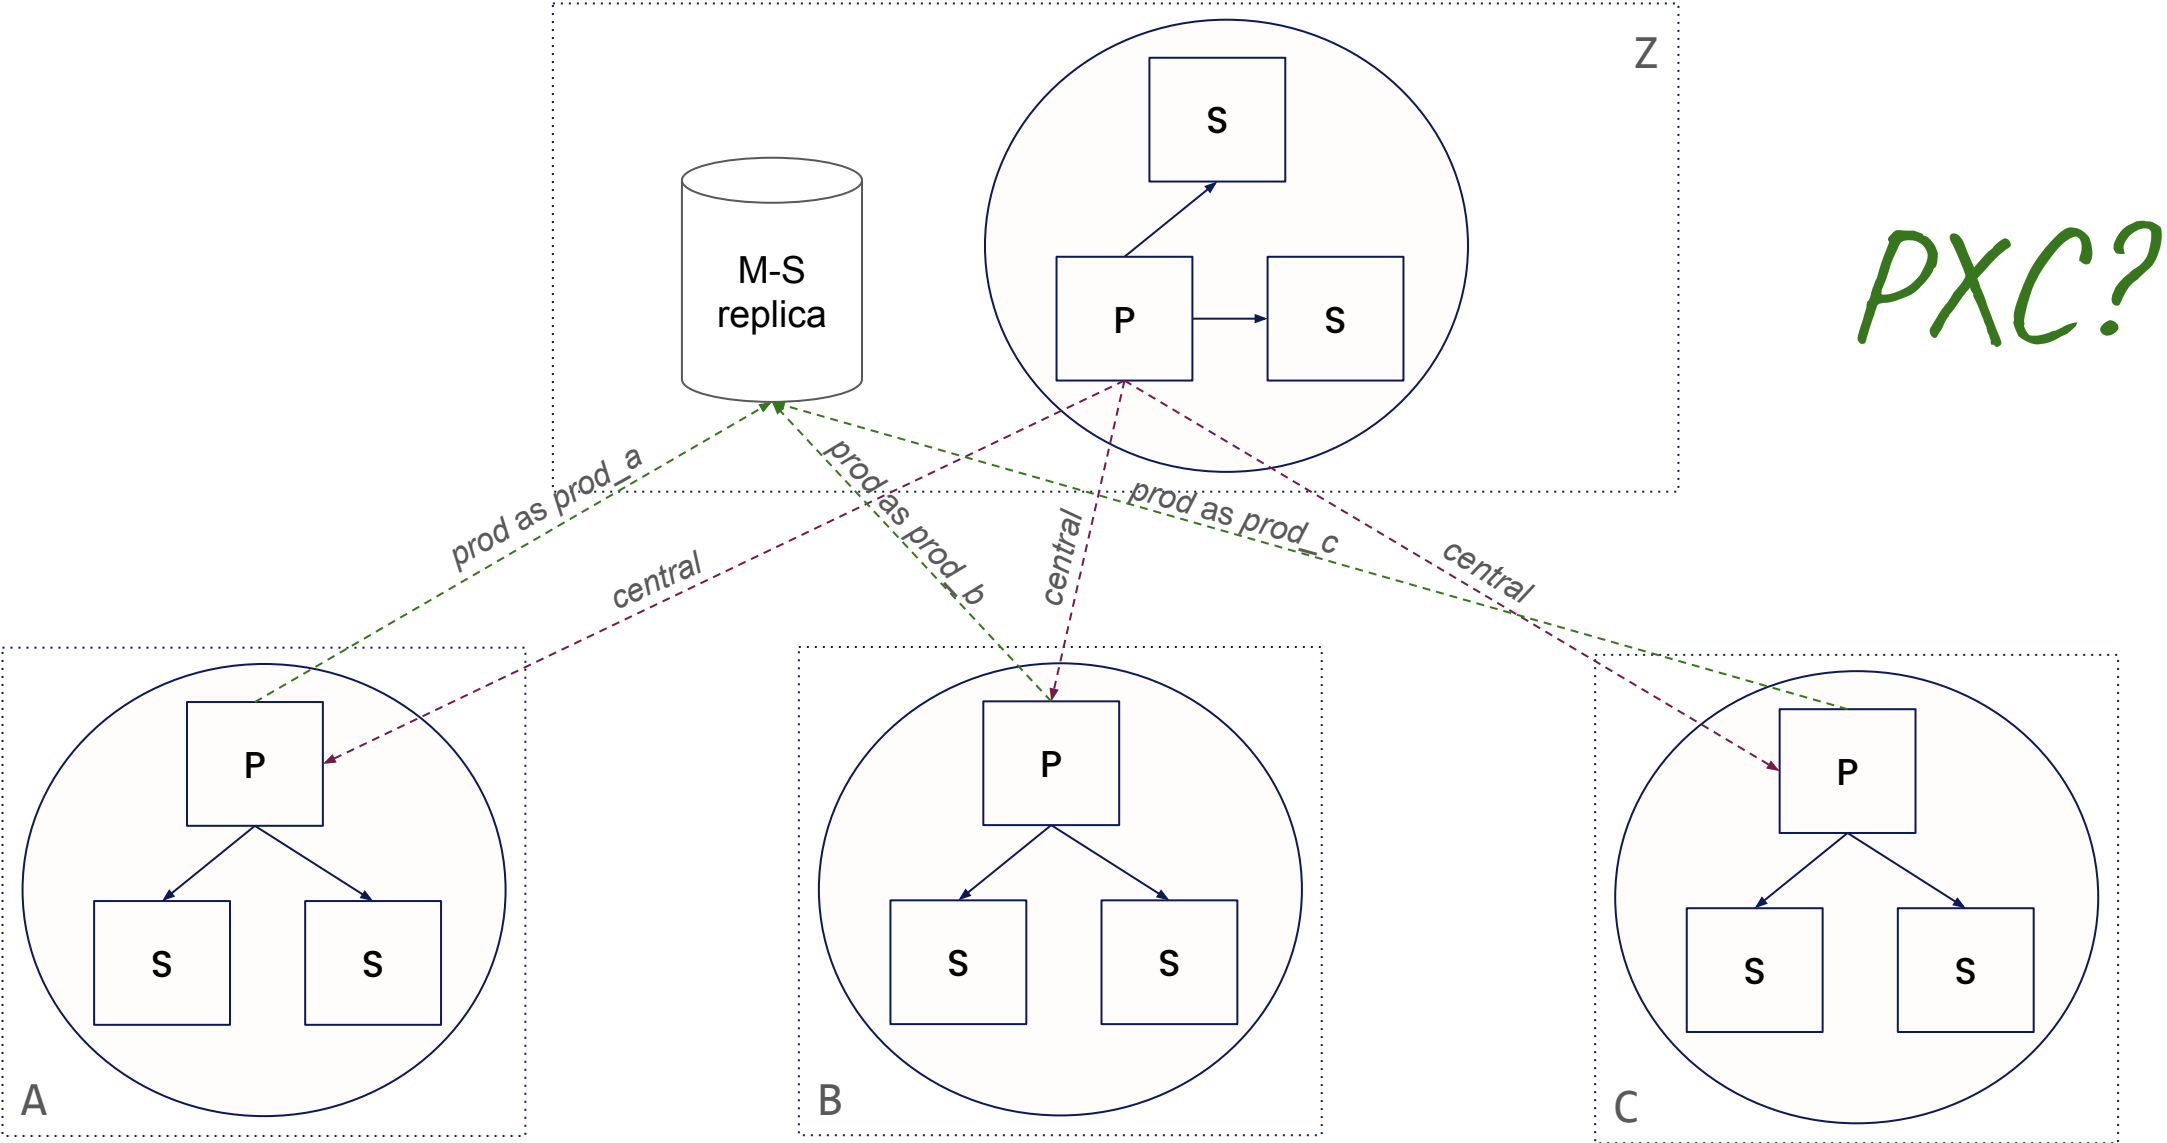 Z
S
M-S
replica
P
S
PXC?
prod as prod_a
prod as prod_b
prod as prod_c
central
central
central
P
S
S
A
P
S
S
B
P
S
S
C